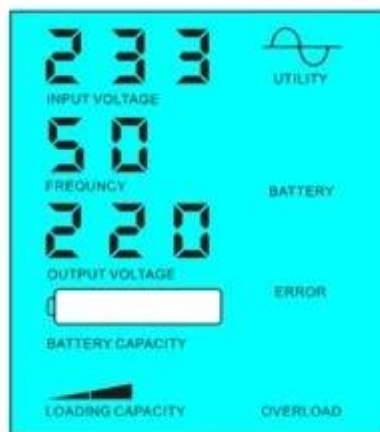 233
INPUT VOLTAGE
UTILITY
50
FREQUNCY
BATTERY
220
OUTPUT VOLTAGE
ERROR
BATTERY CAPACITY
LOADING CAPACITY
OVERLOAD